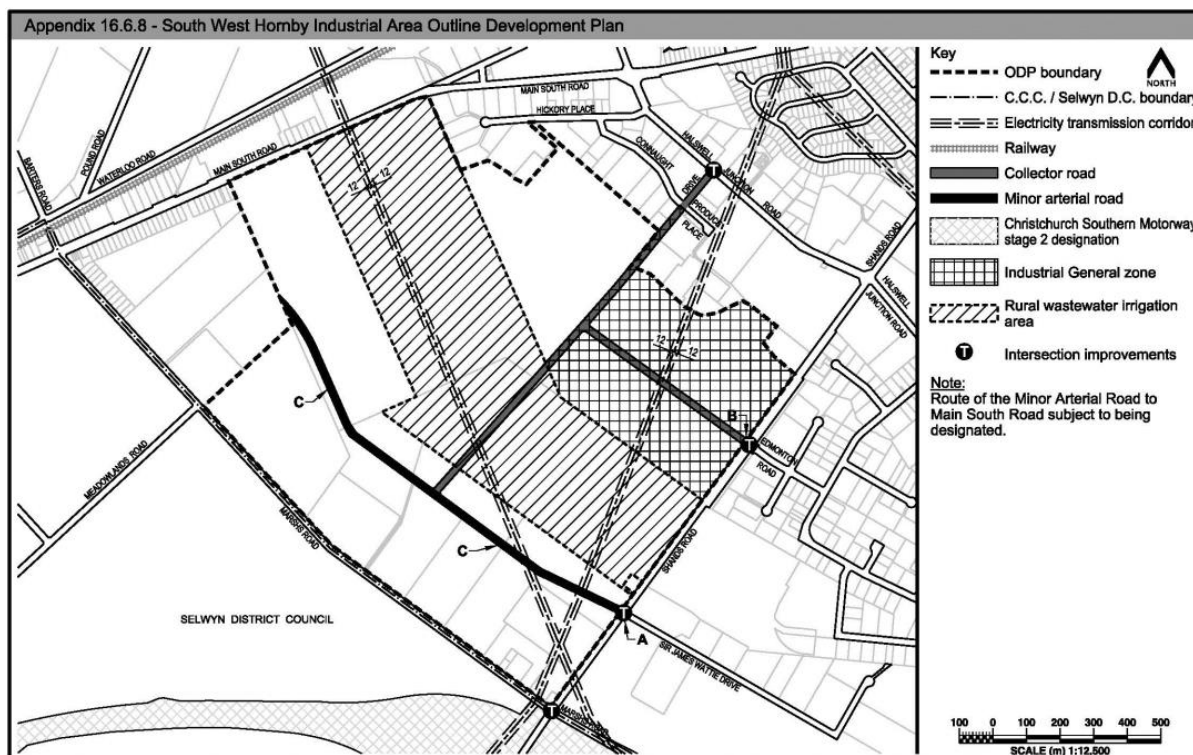 Appendix 16.6.8 - South West Hornby Industrial Area Outline Development Plan
Key
NORTH
ODP boundary
C.C.C. / Selwyn D.C. boundary
Electricity transmission corridor
Railway
Collector road
Minor arterial road
Christchurch Southern Motorway
stage 2 designation
Industrial General zone
Rural wastewater irrigation
area
T
Intersection improvements
Note:
Route of the Minor Arterial Road to
Main South Road subject to being
designated.
100 0 100 200 300 400 500
SCALE (m) 1:12,500
MAIN SOUTH ROAD
HICKORY PLACE
CONNAUGHT
DRIVE
HALSWELL
JUNCTION
ROAD
T
PRODUCE
PLACE
BARTERS ROAD
POUND ROAD
WATERLOO ROAD
MAIN SOUTH ROAD
12
12
SHANDS ROAD
HALSWELL
JUNCTION ROAD
12
12
C
B
T
EDMONTON
ROAD
MEADOWLANDS ROAD
MARSHS ROAD
C
SHANDS ROAD
T
A
SIR JAMES WATTIE DRIVE
SELWYN DISTRICT COUNCIL
T